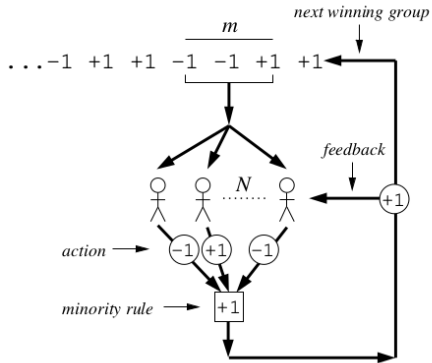 next winning group
m
...-1 +1 +1 -1 -1 +1 +1
feedback
N
+1
action
-1 +1 -1
minority rule
+1